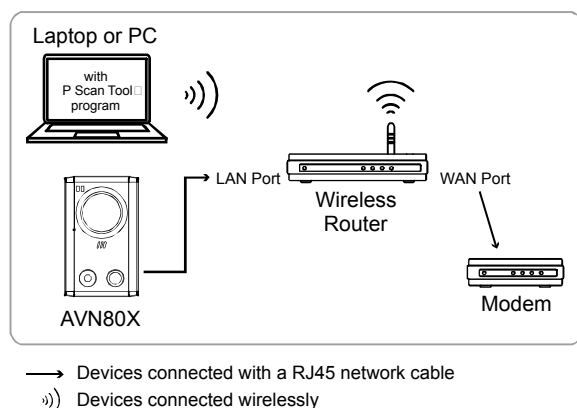 Laptop or PC
with
P Scan Tool
program
LAN Port
WAN Port
Wireless
Router
AVN80X
Modem
Devices connected with a RJ45 network cable
Devices connected wirelessly